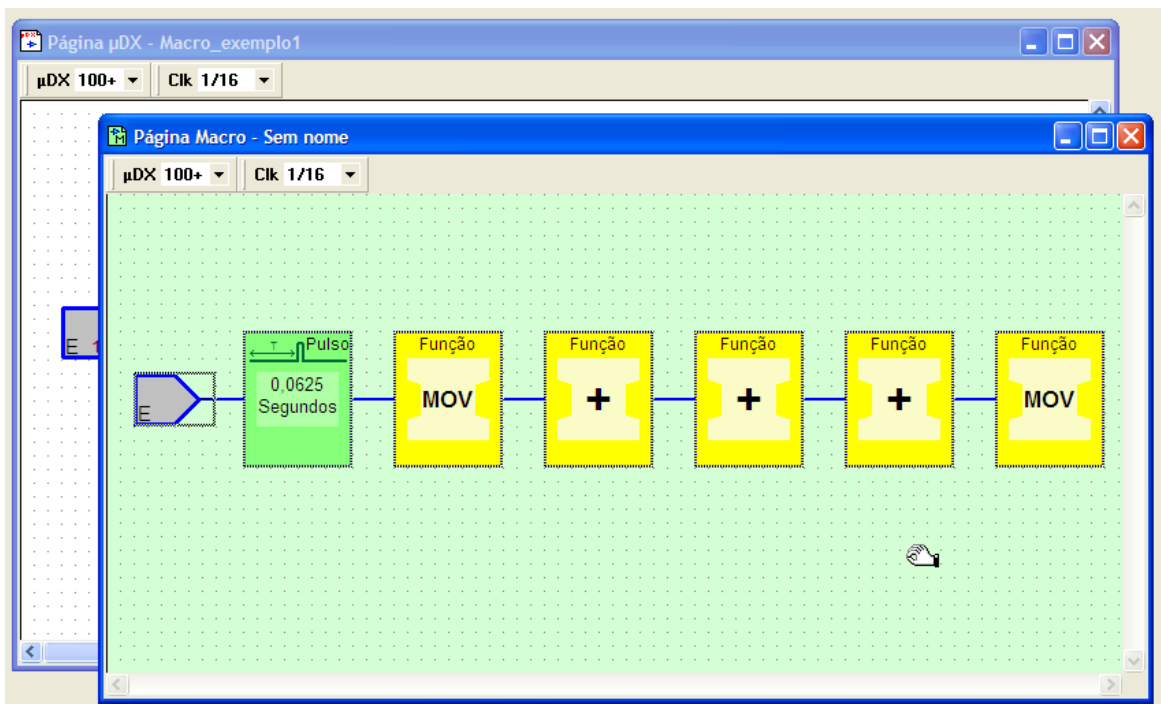 Página µDX - Macro_exemplo1
µDX 100+ Clk 1/16
Página Macro - Sem nome
µDX 100+ Clk 1/16
E 1
T Pulso
0,0625
Segundos
E
Função
MOV
Função
+
Função
+
Função
+
Função
MOV